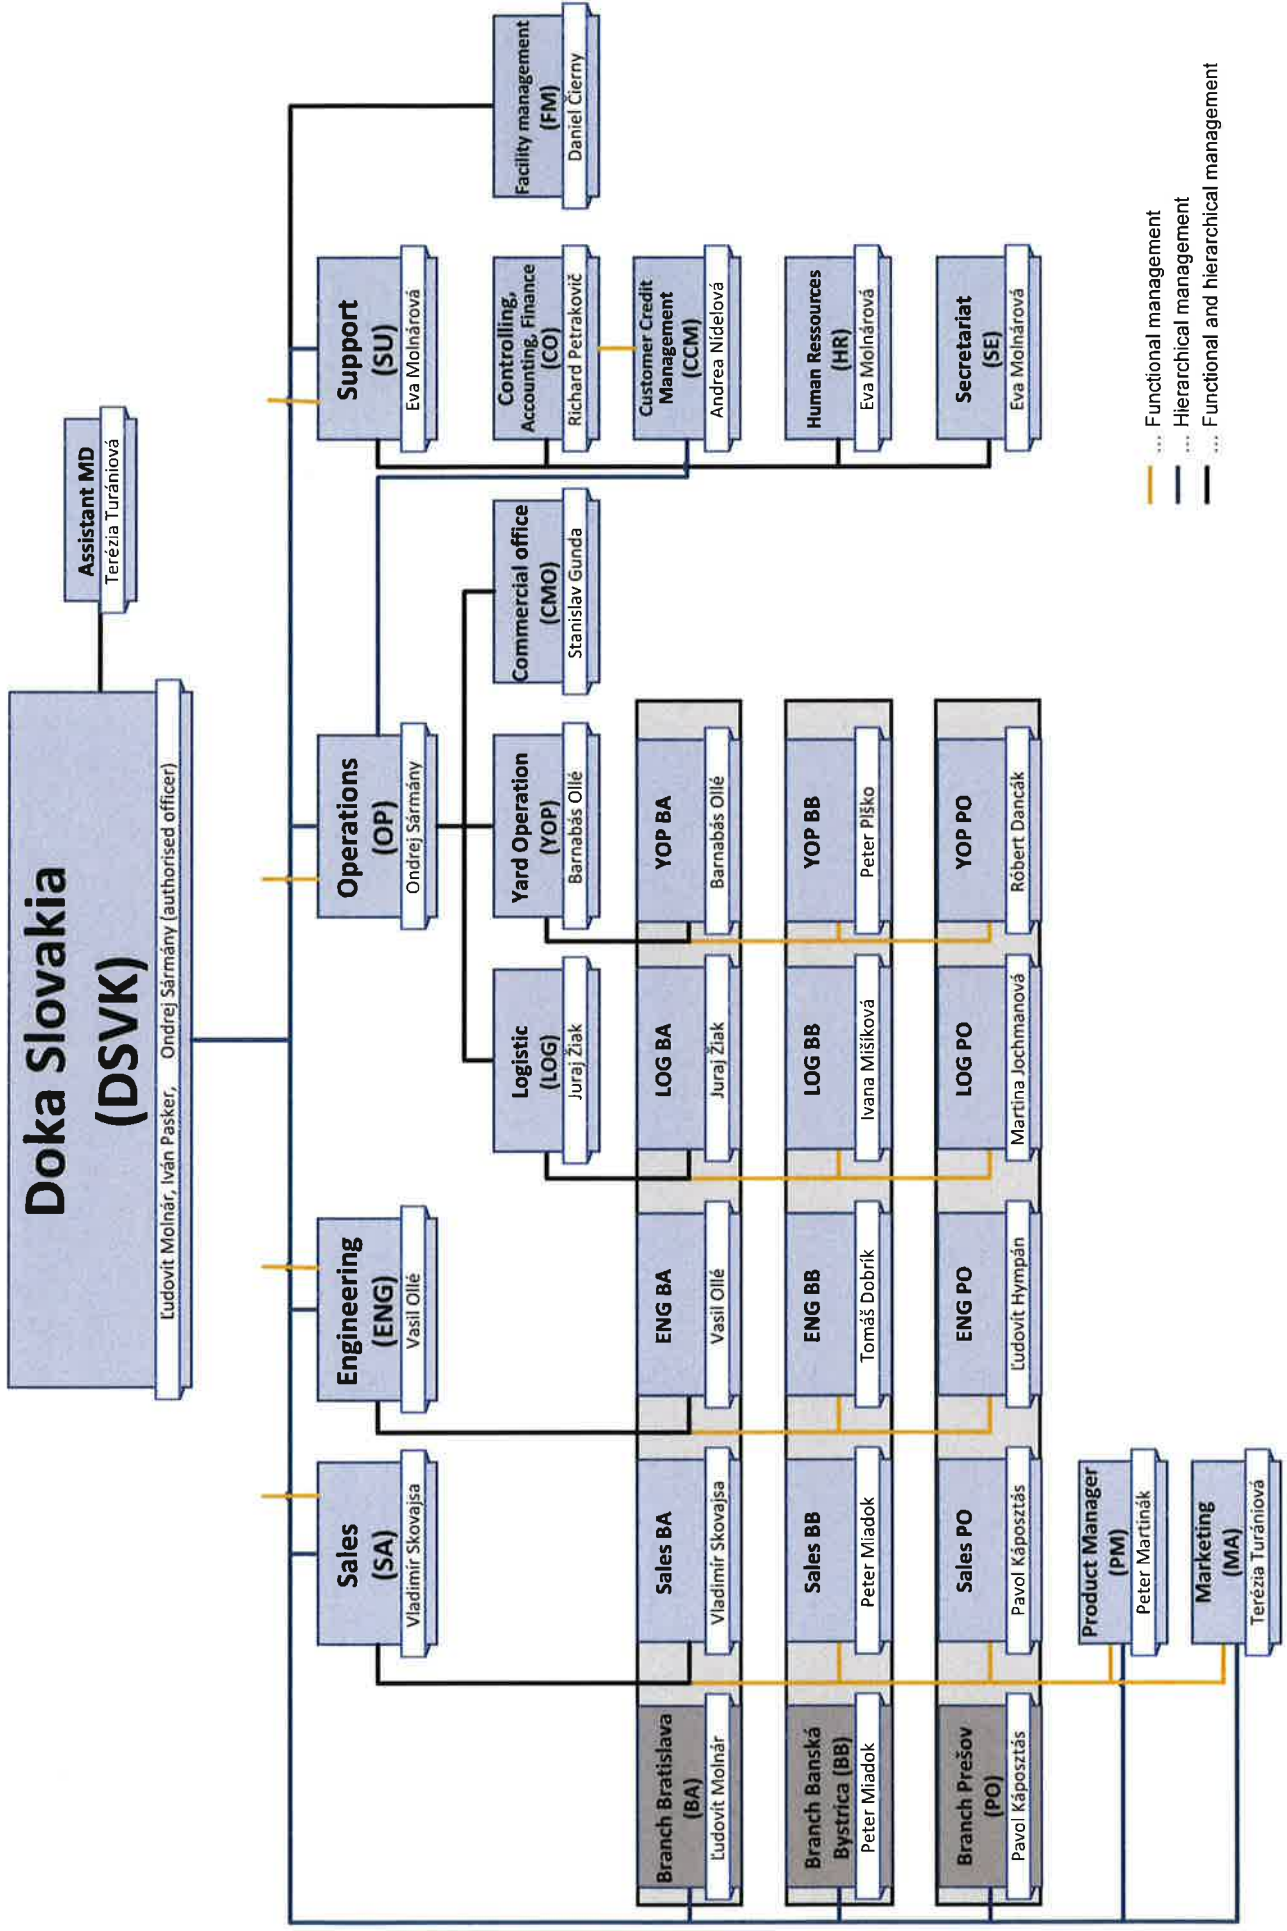 Doka Slovakia
(DSVK)
Ľudovít Molnár, Iván Pasker, Ondrej Sármány (authorised officer)
Assistant MD
Terézia Turániová
Sales
(SA)
Vladimír Skovajsa
Engineering
(ENG)
Vasil Ollé
Operations
(OP)
Ondrej Sármány
Support
(SU)
Eva Molnárová
Logistic
(LOG)
Juraj Žiak
Yard Operation
(YOP)
Barnabás Ollé
Commercial office
(CMO)
Stanislav Gunda
Controlling,
Accounting, Finance
(CO)
Richard Petrakovič
Facility management
(FM)
Daniel Čierny
Branch Bratislava
(BA)
Ľudovít Molnár
Sales BA
Vladimír Skovajsa
ENG BA
Vasil Ollé
LOG BA
Juraj Žiak
YOP BA
Barnabás Ollé
Customer Credit
Management
(CCM)
Andrea Nídelová
Branch Banská
Bystrica (BB)
Peter Miadok
Sales BB
Peter Miadok
ENG BB
Tomáš Dobrík
LOG BB
Ivana Mišiková
YOP BB
Peter Plško
Human Ressources
(HR)
Eva Molnárová
Branch Prešov
(PO)
Pavol Káposztás
Sales PO
Pavol Káposztás
ENG PO
Ľudovít Hympán
LOG PO
Martina Jochmanová
YOP PO
Róbert Dancák
Secretariat
(SE)
Eva Molnárová
Product Manager
(PM)
Peter Martinák
Marketing
(MA)
Terézia Turániová
... Functional management
... Hierarchical management
... Functional and hierarchical management